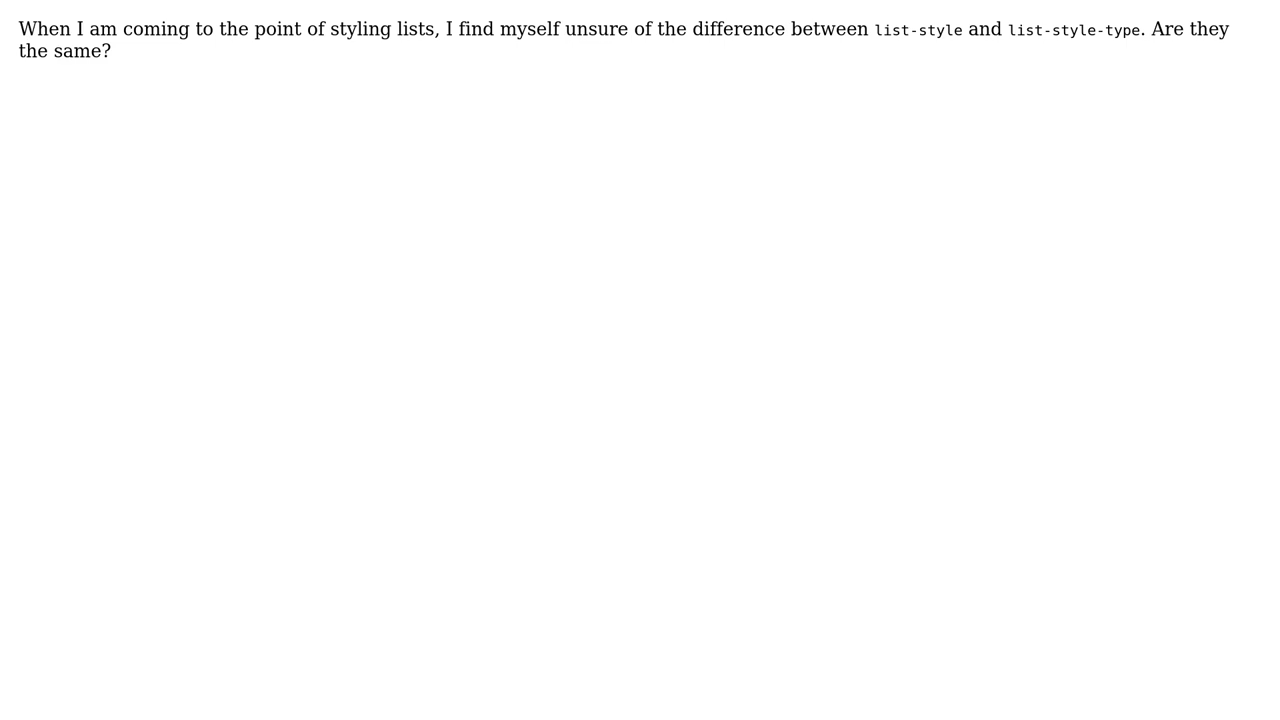 When I am coming to the point of styling lists, I find myself unsure of the difference between list-style and list-style-type. Are they
the same?